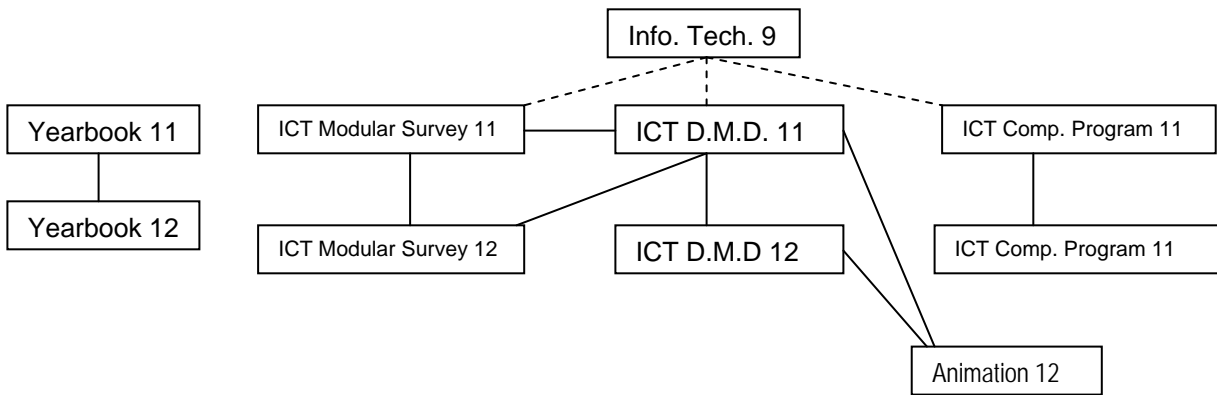 Info. Tech. 9
Yearbook 11
ICT Modular Survey 11
ICT D.M.D. 11
ICT Comp. Program 11
Yearbook 12
ICT Modular Survey 12
ICT D.M.D 12
ICT Comp. Program 11
Animation 12